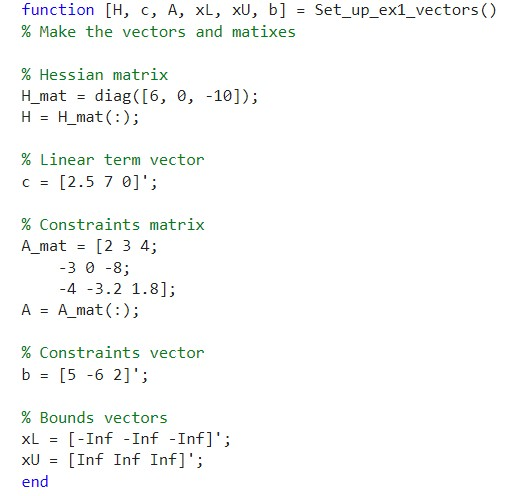 function [H, c, A, xL, xU, b] = Set_up_ex1_vectors()
% Make the vectors and matixes
% Hessian matrix
H_mat = diag([6, 0, -10]);
H = H_mat(:);
% Linear term vector
c = [2.5 7 0]';
% Constraints matrix
A_mat = [2 3 4;
-3 0 -8;
-4 -3.2 1.8];
A = A_mat(:);
% Constraints vector
b = [5 -6 2]';
% Bounds vectors
xL = [-Inf -Inf -Inf]';
xU = [Inf Inf Inf]';
end